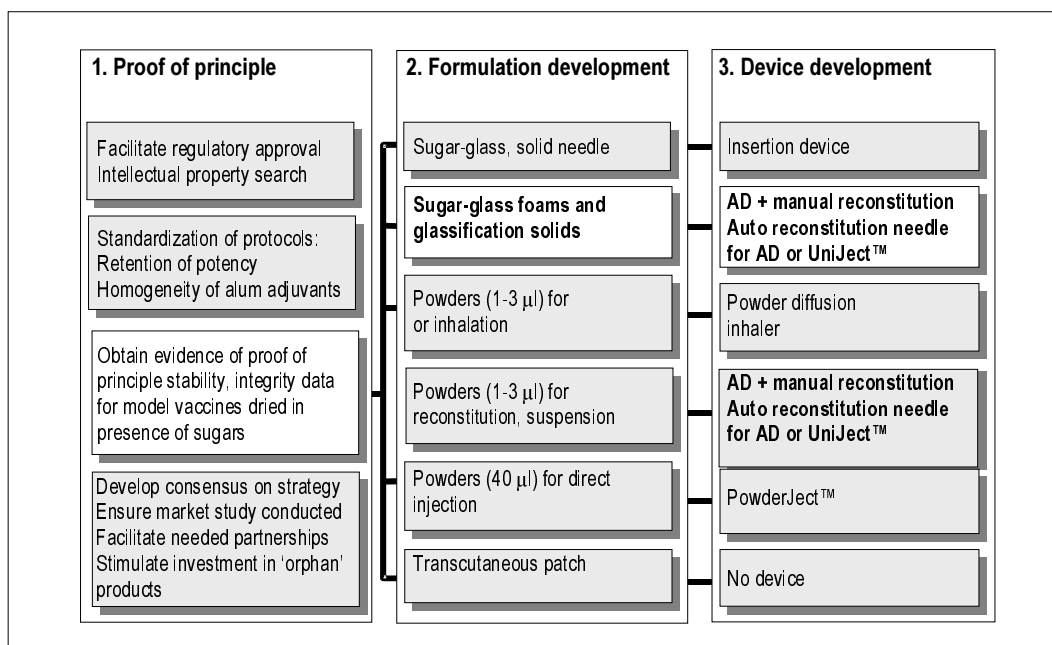 1. Proof of principle
Facilitate regulatory approval
Intellectual property search
Standardization of protocols:
Retention of potency
Homogeneity of alum adjuvants
Obtain evidence of proof of
principle stability, integrity data
for model vaccines dried in
presence of sugars
Develop consensus on strategy
Ensure market study conducted
Facilitate needed partnerships
Stimulate investment in ‘orphan’
products
2. Formulation development
Sugar-glass, solid needle
Sugar-glass foams and
glassification solids
Powders (1-3 μl) for
or inhalation
Powders (1-3 μl) for
reconstitution, suspension
Powders (40 μl) for direct
injection
Transcutaneous patch
3. Device development
Insertion device
AD + manual reconstitution
Auto reconstitution needle
for AD or UniJect™
Powder diffusion
inhaler
AD + manual reconstitution
Auto reconstitution needle
for AD or UniJect™
PowderJect™
No device